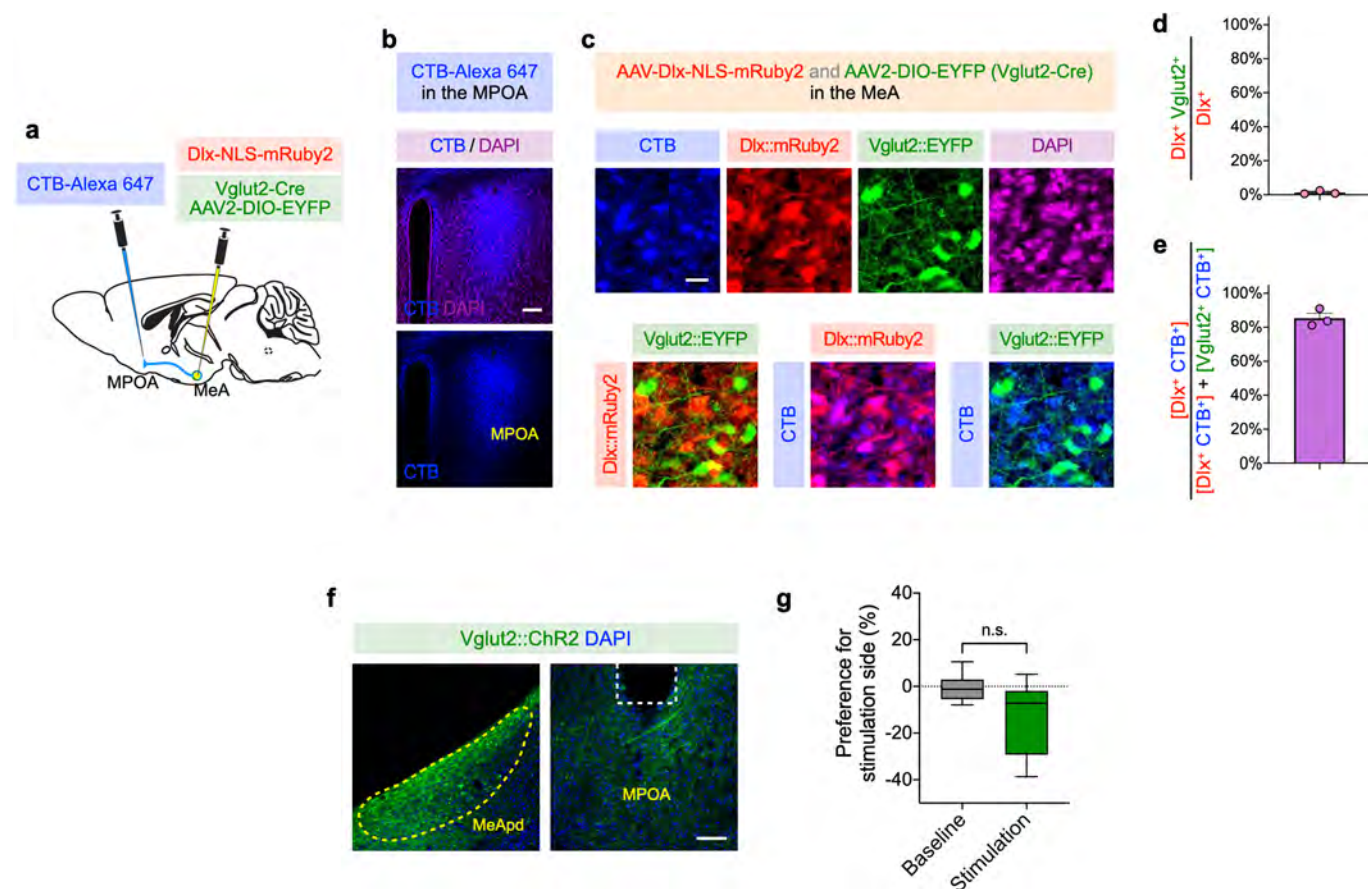 a
CTB-Alexa 647
Dlx-NLS-mRuby2
Vglut2-Cre
AAV2-DIO-EYFP
MPOA
MeA
b
CTB-Alexa 647
in the MPOA
CTB / DAPI
CTB DAPI
MPOA
CTB
c
AAV-Dlx-NLS-mRuby2 and AAV2-DIO-EYFP (Vglut2-Cre)
in the MeA
CTB
Dlx::mRuby2
Vglut2::EYFP
DAPI
Vglut2::EYFP
Dlx::mRuby2
Dlx::mRuby2
CTB
Vglut2::EYFP
CTB
d
Dlx⁺ Vglut2⁺
Dlx⁺
100%
80%
60%
40%
20%
0%
e
[Dlx⁺ CTB⁺]
[Dlx⁺ CTB⁺] + [Vglut2⁺ CTB⁺]
100%
80%
60%
40%
20%
0%
f
Vglut2::ChR2 DAPI
MeApd
MPOA
g
Preference for
stimulation side (%)
40
20
0
-20
-40
n.s.
Baseline
Stimulation